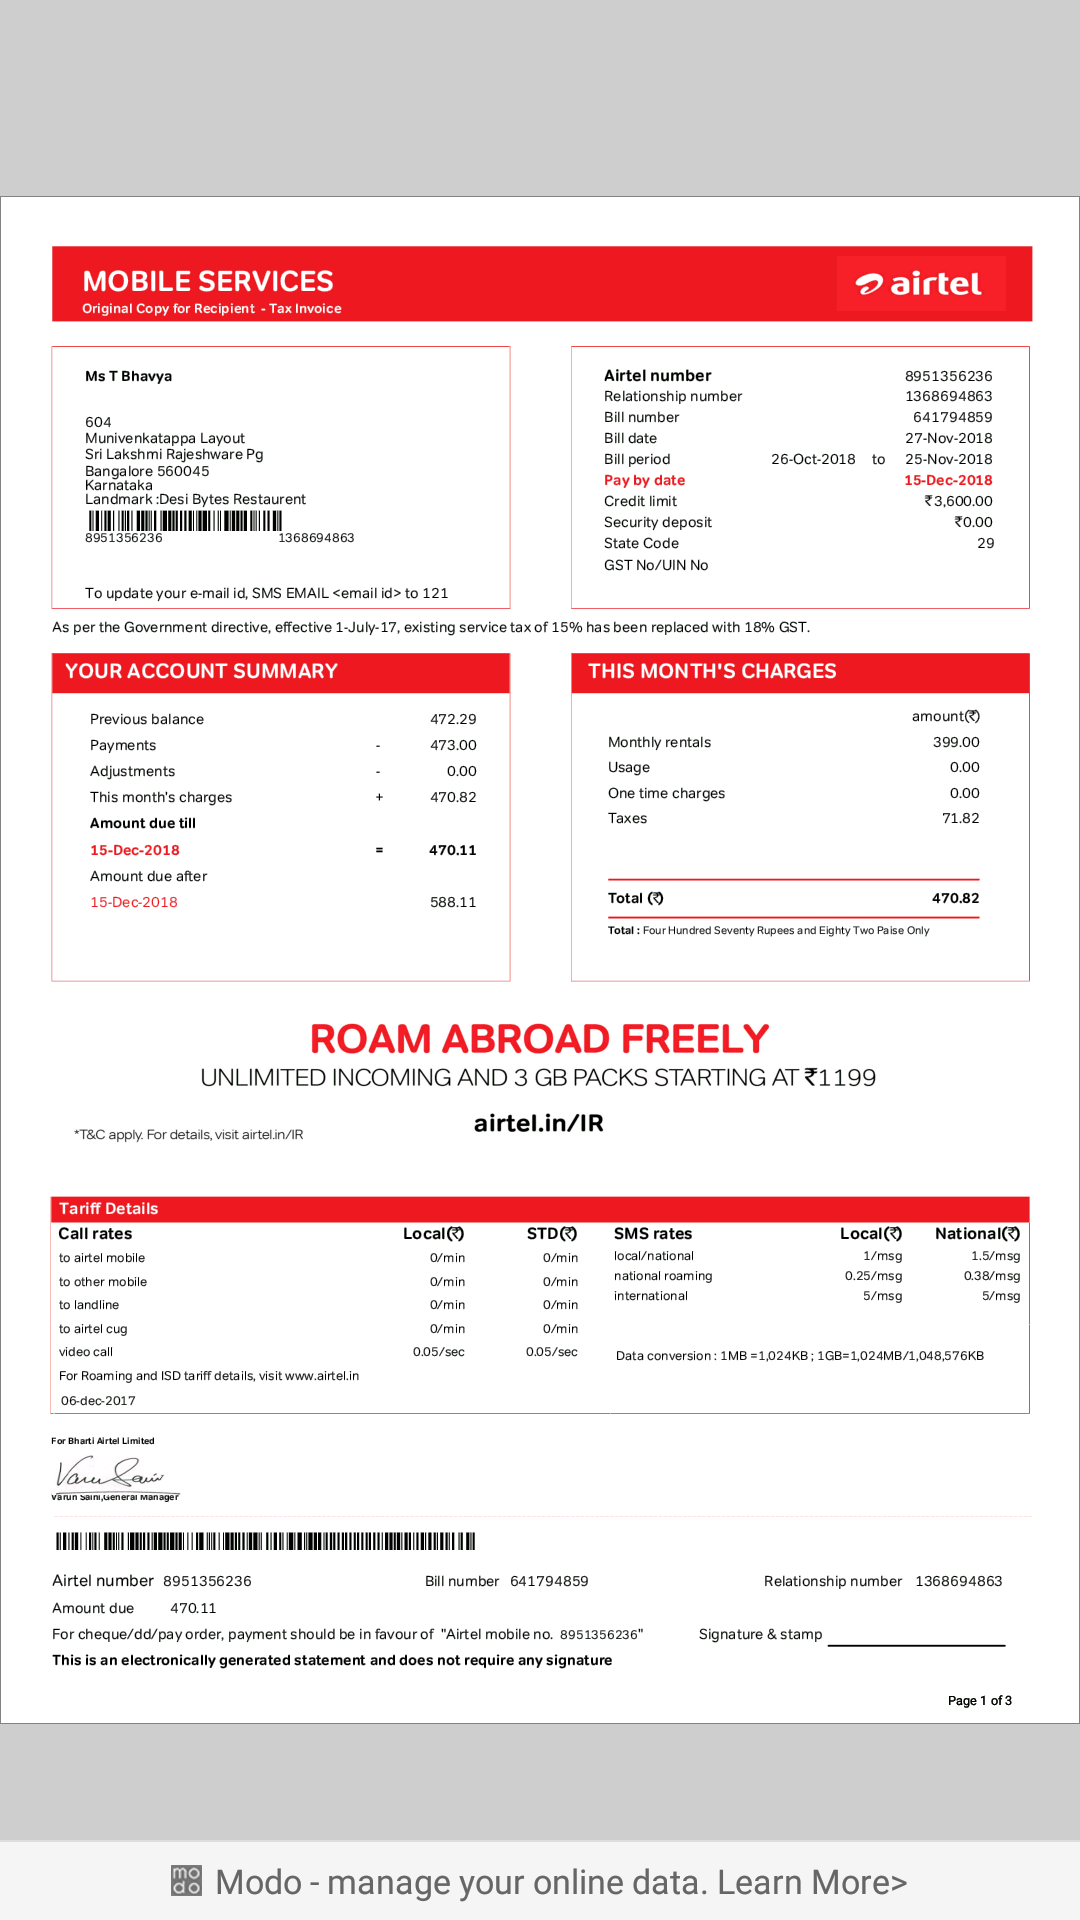 MOBILE SERVICES
Original Copy for Recipient - Tax Invoice
airtel
Ms T Bhavya
604
Munivenkatappa Layout
Sri Lakshmi Rajeshware Pg
Bangalore 560045
Karnataka
Landmark :Desi Bytes Restaurent
8951356236 1368694863
To update your e-mail id, SMS EMAIL <email id> to 121
Airtel number 8951356236
Relationship number 1368694863
Bill number 641794859
Bill date 27-Nov-2018
Bill period 26-Oct-2018 to 25-Nov-2018
Pay by date 15-Dec-2018
Credit limit ₹3,600.00
Security deposit ₹0.00
State Code 29
GST No/UIN No
As per the Government directive, effective 1-July-17, existing service tax of 15% has been replaced with 18% GST.
YOUR ACCOUNT SUMMARY
Previous balance 472.29
Payments - 473.00
Adjustments - 0.00
This month's charges + 470.82
Amount due till
15-Dec-2018 = 470.11
Amount due after
15-Dec-2018 588.11
THIS MONTH'S CHARGES
amount(₹)
Monthly rentals 399.00
Usage 0.00
One time charges 0.00
Taxes 71.82
Total (₹) 470.82
Total : Four Hundred Seventy Rupees and Eighty Two Paise Only
ROAM ABROAD FREELY
UNLIMITED INCOMING AND 3 GB PACKS STARTING AT ₹1199
airtel.in/IR
*T&C apply. For details, visit airtel.in/IR
Tariff Details
Call rates Local(₹) STD(₹)
to airtel mobile 0/min 0/min
to other mobile 0/min 0/min
to landline 0/min 0/min
to airtel cug 0/min 0/min
video call 0.05/sec 0.05/sec
For Roaming and ISD tariff details, visit www.airtel.in
06-dec-2017
SMS rates Local(₹) National(₹)
local/national 1/msg 1.5/msg
national roaming 0.25/msg 0.38/msg
international 5/msg 5/msg
Data conversion : 1MB =1,024KB ; 1GB=1,024MB/1,048,576KB
For Bharti Airtel Limited
Varun Saini
Varun Saini,General Manager
Airtel number 8951356236 Bill number 641794859 Relationship number 1368694863
Amount due 470.11
For cheque/dd/pay order, payment should be in favour of "Airtel mobile no. 8951356236" Signature & stamp
This is an electronically generated statement and does not require any signature
Page 1 of 3
modo Modo - manage your online data. Learn More>